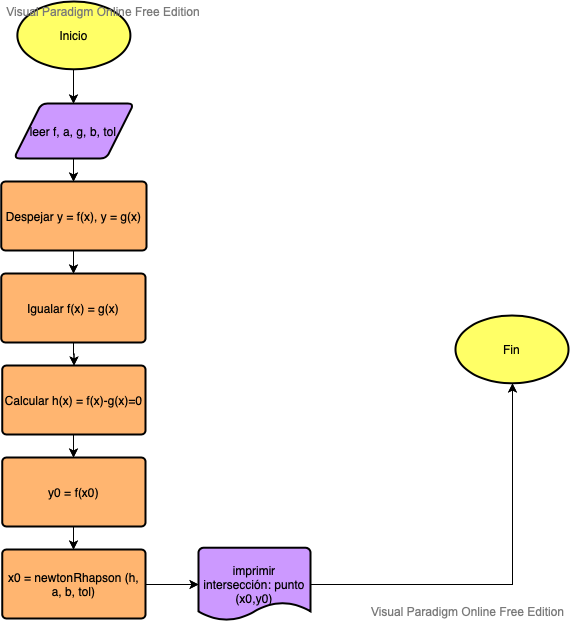 Visual Paradigm Online Free Edition
Inicio
leer f, a, g, b, tol
Despejar y = f(x), y = g(x)
Igualar f(x) = g(x)
Calcular h(x) = f(x)-g(x)=0
y0 = f(x0)
x0 = newtonRhapson (h,
a, b, tol)
imprimir
intersección: punto
(x0,y0)
Fin
Visual Paradigm Online Free Edition